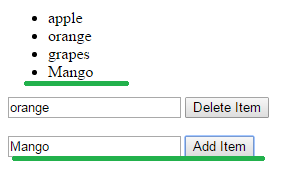 apple
orange
grapes
Mango
orange Delete Item
Mango Add Item